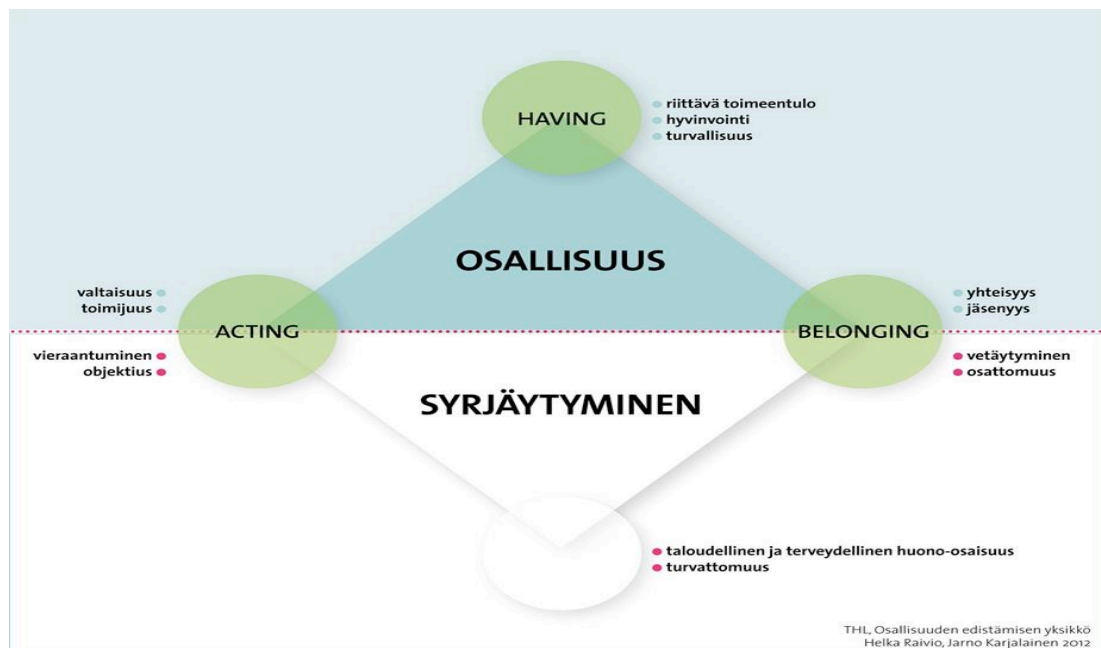 HAVING
riittävä toimeentulo
hyvinvointi
turvallisuus
OSALLISUUS
valtaisuus
toimijuus
ACTING
vieraantuminen
objektius
yhteisyys
jäsenyys
BELONGING
vetäytyminen
osattomuus
SYRJÄYTYMINEN
taloudellinen ja terveydellinen huono-osaisuus
turvattomuus
THL, Osallisuuden edistämisen yksikkö
Helka Raivio, Jarno Karjalainen 2012